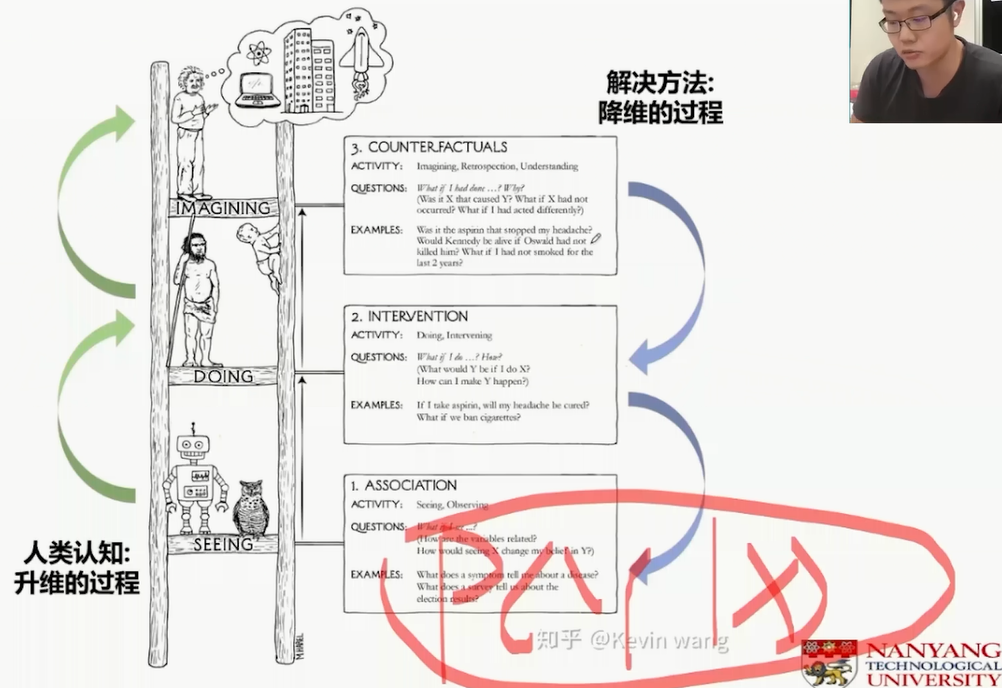 解决方法:
降维的过程
3. COUNTERFACTUALS
ACTIVITY: Imagining, Retrospection, Understanding
QUESTIONS: What if I had done …? Why?
(Was it X that caused Y? What if X had not
occurred? What if I had acted differently?)
EXAMPLES: Was it the aspirin that stopped my headache?
Would Kennedy be alive if Oswald had not
killed him? What if I had not smoked for the
last 2 years?
IMAGINING
2. INTERVENTION
ACTIVITY: Doing, Intervening
QUESTIONS: What if I do …? How?
(What would Y be if I do X?
How can I make Y happen?)
EXAMPLES: If I take aspirin, will my headache be cured?
What if we ban cigarettes?
DOING
1. ASSOCIATION
ACTIVITY: Seeing, Observing
QUESTIONS: What if I see …?
(How are the variables related?
How would seeing X change my belief in Y?)
EXAMPLES: What does a symptom tell me about a disease?
What does a survey tell us about the
election results?
SEEING
人类认知:
升维的过程
知乎 @Kevin wang
NANYANG
TECHNOLOGICAL
UNIVERSITY